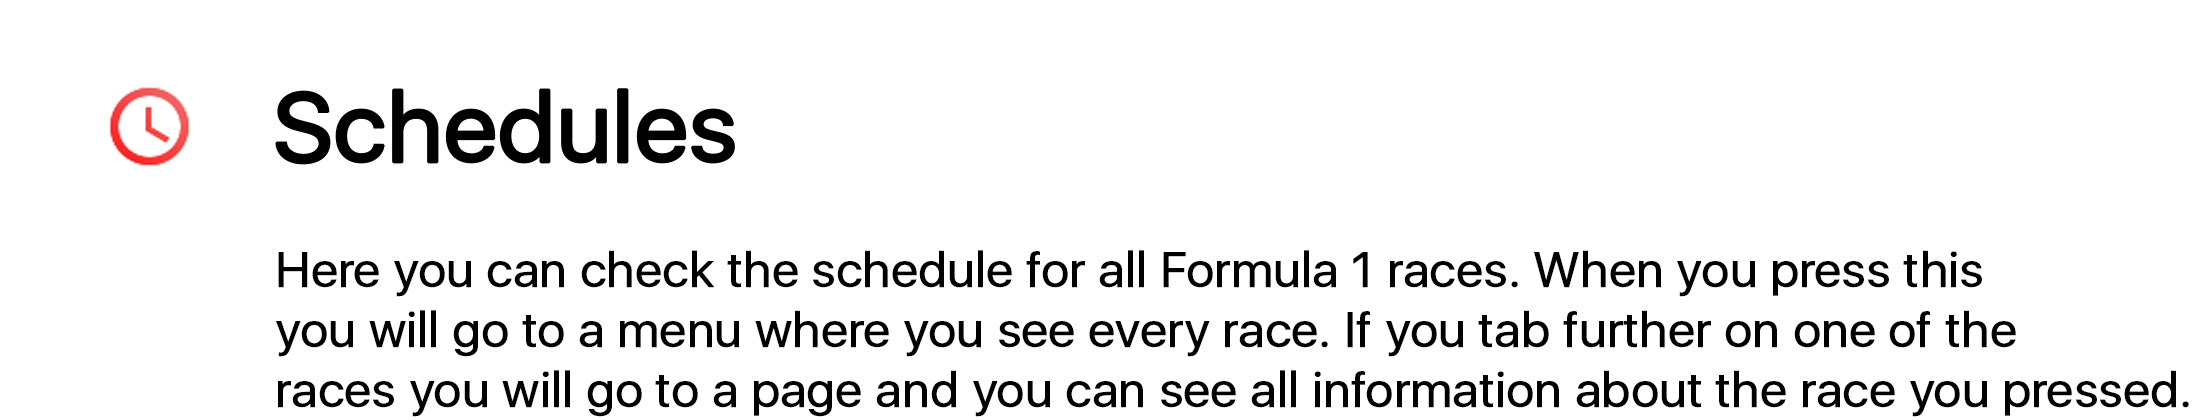 Schedules
Here you can check the schedule for all Formula 1 races. When you press this
you will go to a menu where you see every race. If you tab further on one of the
races you will go to a page and you can see all information about the race you pressed.